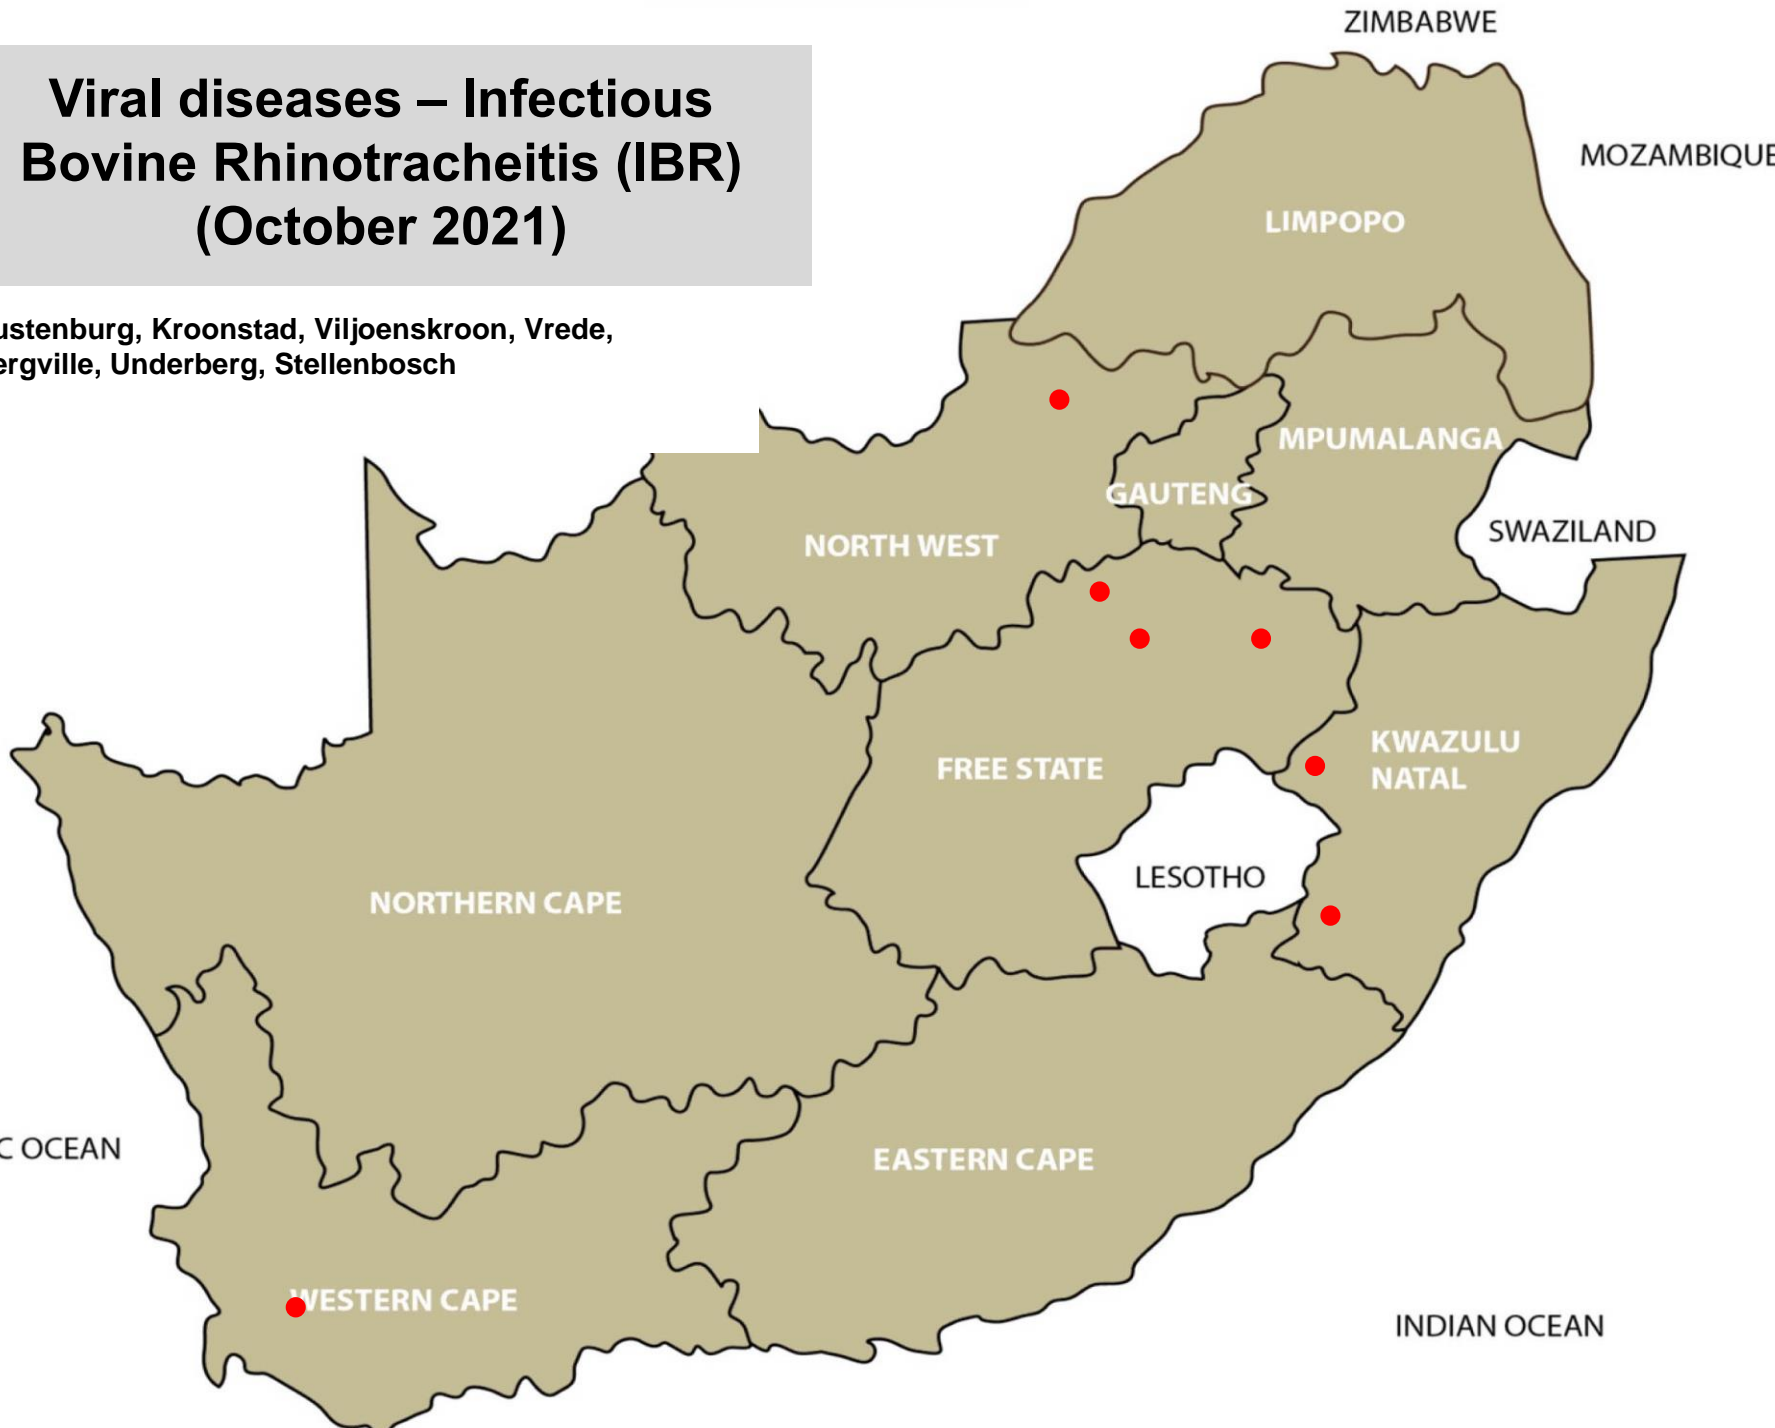 ZIMBABWE
Viral diseases – Infectious
Bovine Rhinotracheitis (IBR)
(October 2021)
MOZAMBIQUE
LIMPOPO
ustenburg, Kroonstad, Viljoenskroon, Vrede,
ergville, Underberg, Stellenbosch
MPUMALANGA
GAUTENG
SWAZILAND
NORTH WEST
KWAZULU
NATAL
FREE STATE
LESOTHO
NORTHERN CAPE
C OCEAN
EASTERN CAPE
WESTERN CAPE
INDIAN OCEAN